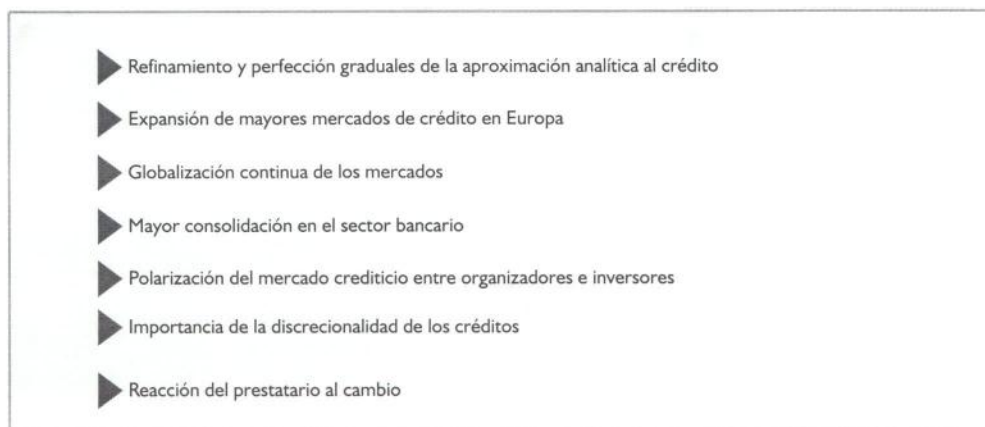 Refinamiento y perfección graduales de la aproximación analítica al crédito
Expansión de mayores mercados de crédito en Europa
Globalización continua de los mercados
Mayor consolidación en el sector bancario
Polarización del mercado crediticio entre organizadores e inversores
Importancia de la discrecionalidad de los créditos
Reacción del prestatario al cambio